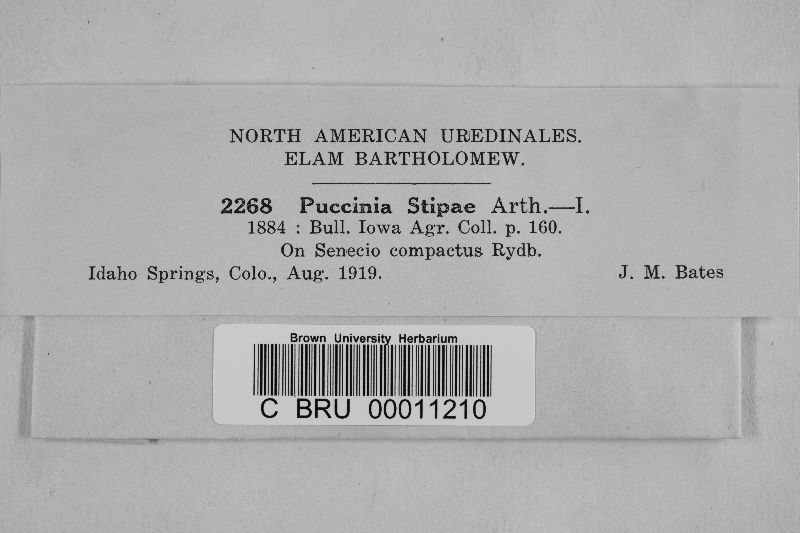 NORTH AMERICAN UREDINALES.
ELAM BARTHOLOMEW.
2268 Puccinia Stipae Arth.—I.
1884 : Bull. Iowa Agr. Coll. p. 160.
On Senecio compactus Rydb.
Idaho Springs, Colo., Aug. 1919. J. M. Bates
Brown University Herbarium
C BRU 00011210